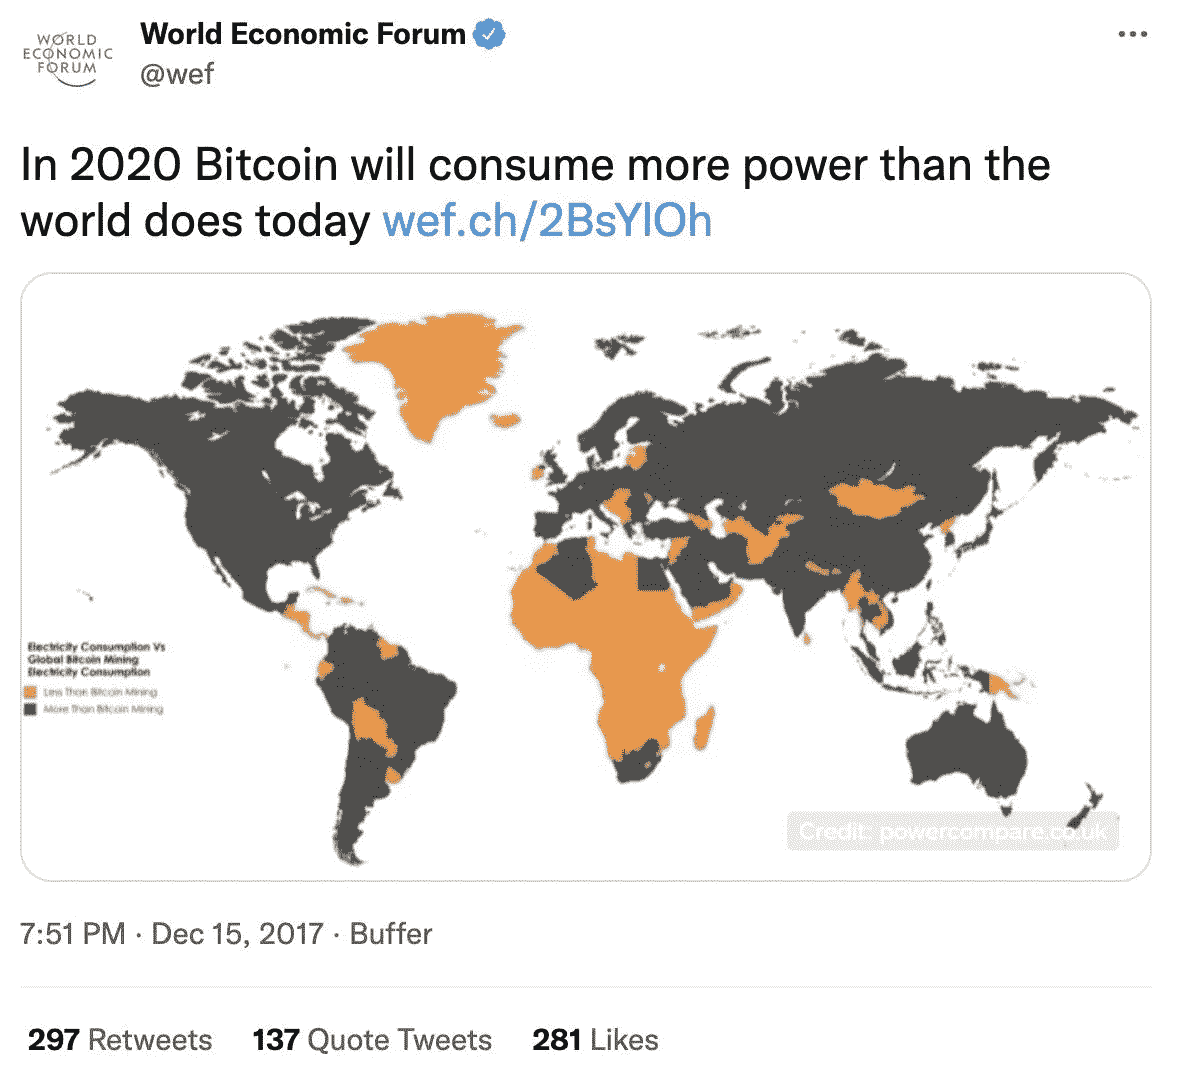 WORLD
ECONOMIC
FORUM
World Economic Forum
@wef
In 2020 Bitcoin will consume more power than the
world does today wef.ch/2BsYlOh
Electricity Consumption Vs
Global Bitcoin Mining
Electricity Consumption
Less Than Bitcoin Mining
More Than Bitcoin Mining
Credit: powercompare.co.uk
7:51 PM · Dec 15, 2017 · Buffer
297 Retweets 137 Quote Tweets 281 Likes